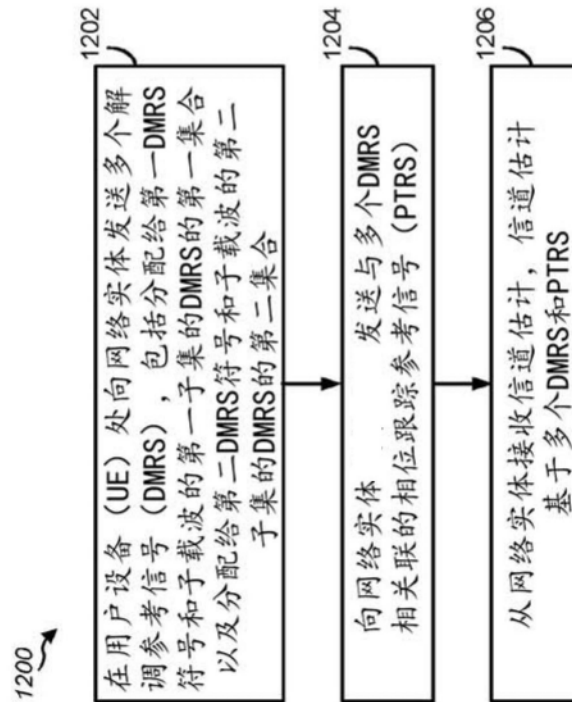 1200
1202
在用户设备（UE）处向网络实体发送多个解
调参考信号（DMRS），包括分配给第一DMRS
符号和子载波的第一子集的DMRS的第一集合
以及分配给第二DMRS符号和子载波的第二
子集的DMRS的第二集合
1204
向网络实体 发送与多个DMRS
相关联的相位跟踪参考信号（PTRS）
1206
从网络实体接收信道估计，信道估计
基于多个DMRS和PTRS